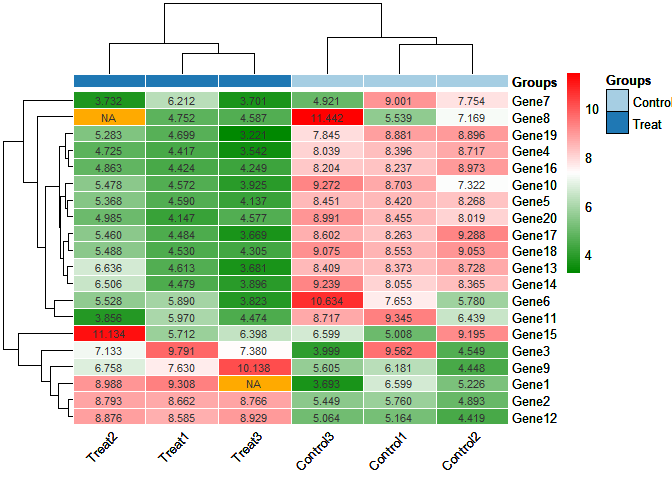 Groups
Groups
Control
Treat
10
8
6
4
3.732 6.212 3.701 4.921 9.001 7.754 Gene7
NA 4.752 4.587 11.442 5.539 7.169 Gene8
5.283 4.699 3.221 7.845 8.881 8.896 Gene19
4.725 4.417 3.542 8.039 8.396 8.717 Gene4
4.863 4.424 4.249 8.204 8.237 8.973 Gene16
5.478 4.572 3.925 9.272 8.703 7.322 Gene10
5.368 4.590 4.137 8.451 8.420 8.268 Gene5
4.985 4.147 4.577 8.991 8.455 8.019 Gene20
5.460 4.484 3.669 8.602 8.263 9.288 Gene17
5.488 4.530 4.305 9.075 8.553 9.053 Gene18
6.636 4.613 3.681 8.409 8.373 8.728 Gene13
6.506 4.479 3.896 9.239 8.055 8.365 Gene14
5.528 5.890 3.823 10.634 7.653 5.780 Gene6
3.856 5.970 4.474 8.717 9.345 6.439 Gene11
11.134 5.712 6.398 6.599 5.008 9.195 Gene15
7.133 9.791 7.380 3.999 9.562 4.549 Gene3
6.758 7.630 10.138 5.605 6.181 4.448 Gene9
8.988 9.308 NA 3.693 6.599 5.226 Gene1
8.793 8.662 8.766 5.449 5.760 4.893 Gene2
8.876 8.585 8.929 5.064 5.164 4.419 Gene12
Treat2 Treat1 Treat3 Control3 Control1 Control2